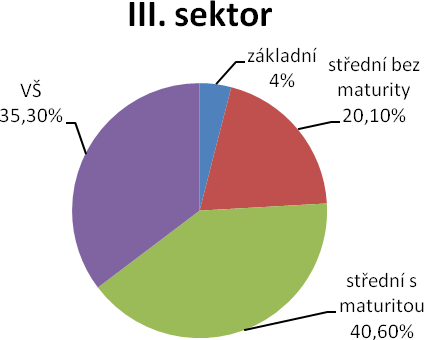 III. sektor
základní
4%
střední bez
maturity
20,10%
VŠ
35,30%
střední s
maturitou
40,60%